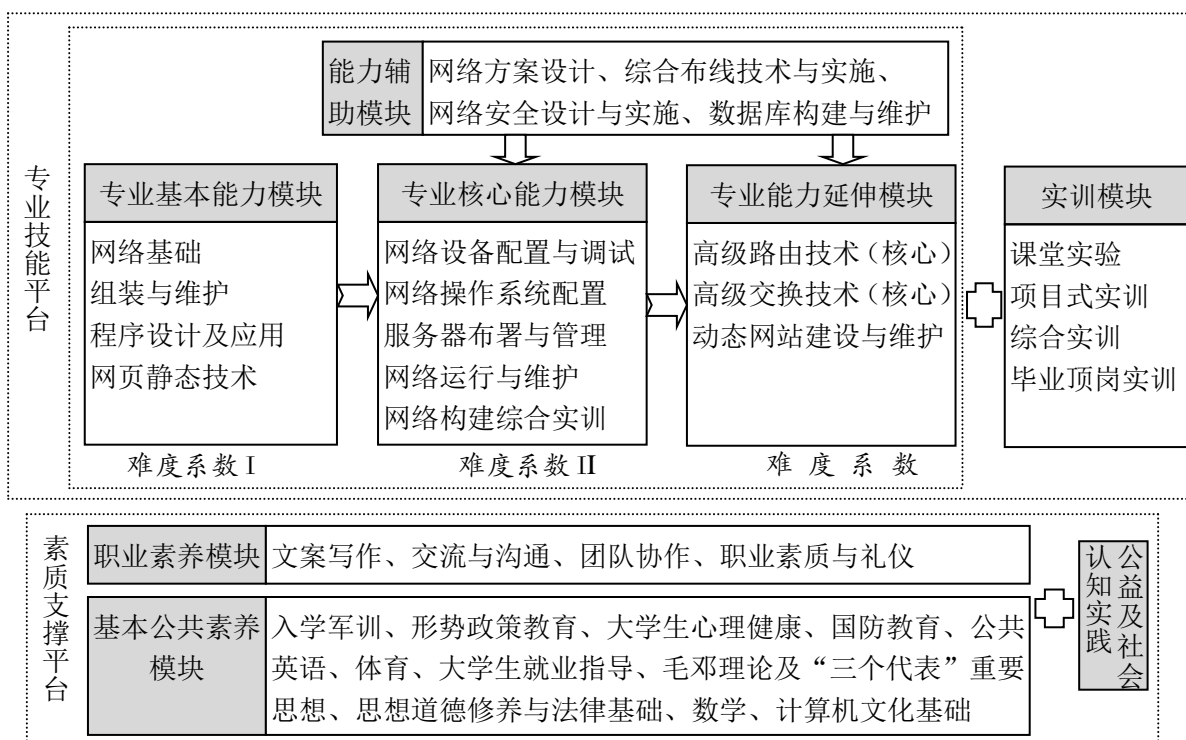 专业技能平台
能力辅
助模块
网络方案设计、综合布线技术与实施、
网络安全设计与实施、数据库构建与维护
专业基本能力模块
网络基础
组装与维护
程序设计及应用
网页静态技术
难度系数 I
专业核心能力模块
网络设备配置与调试
网络操作系统配置
服务器布署与管理
网络运行与维护
网络构建综合实训
难度系数 II
专业能力延伸模块
高级路由技术（核心）
高级交换技术（核心）
动态网站建设与维护
难 度 系 数
实训模块
课堂实验
项目式实训
综合实训
毕业顶岗实训
素质支撑平台
职业素养模块
文案写作、交流与沟通、团队协作、职业素质与礼仪
基本公共素养
模块
入学军训、形势政策教育、大学生心理健康、国防教育、公共
英语、体育、大学生就业指导、毛邓理论及“三个代表”重要
思想、思想道德修养与法律基础、数学、计算机文化基础
公益及社会
认知实践